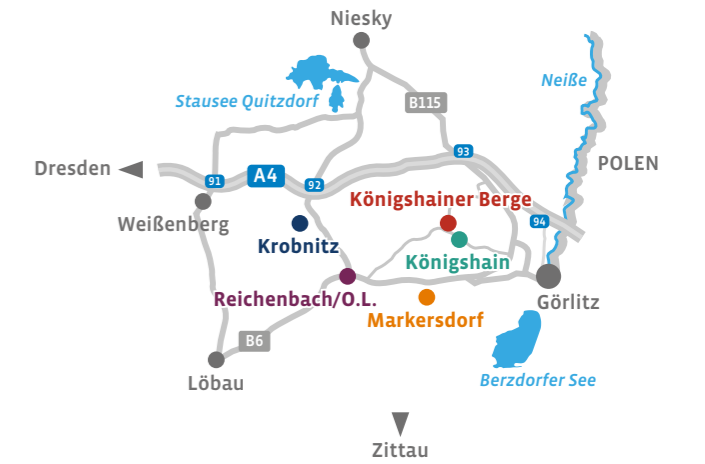 Niesky
Neiße
Stausee Quitzdorf
B115
93
POLEN
Dresden
A4
91
92
Königshainer Berge
Weißenberg
94
Krobnitz
Königshain
Reichenbach/O.L.
Görlitz
Markersdorf
B6
Löbau
Berzdorfer See
Zittau